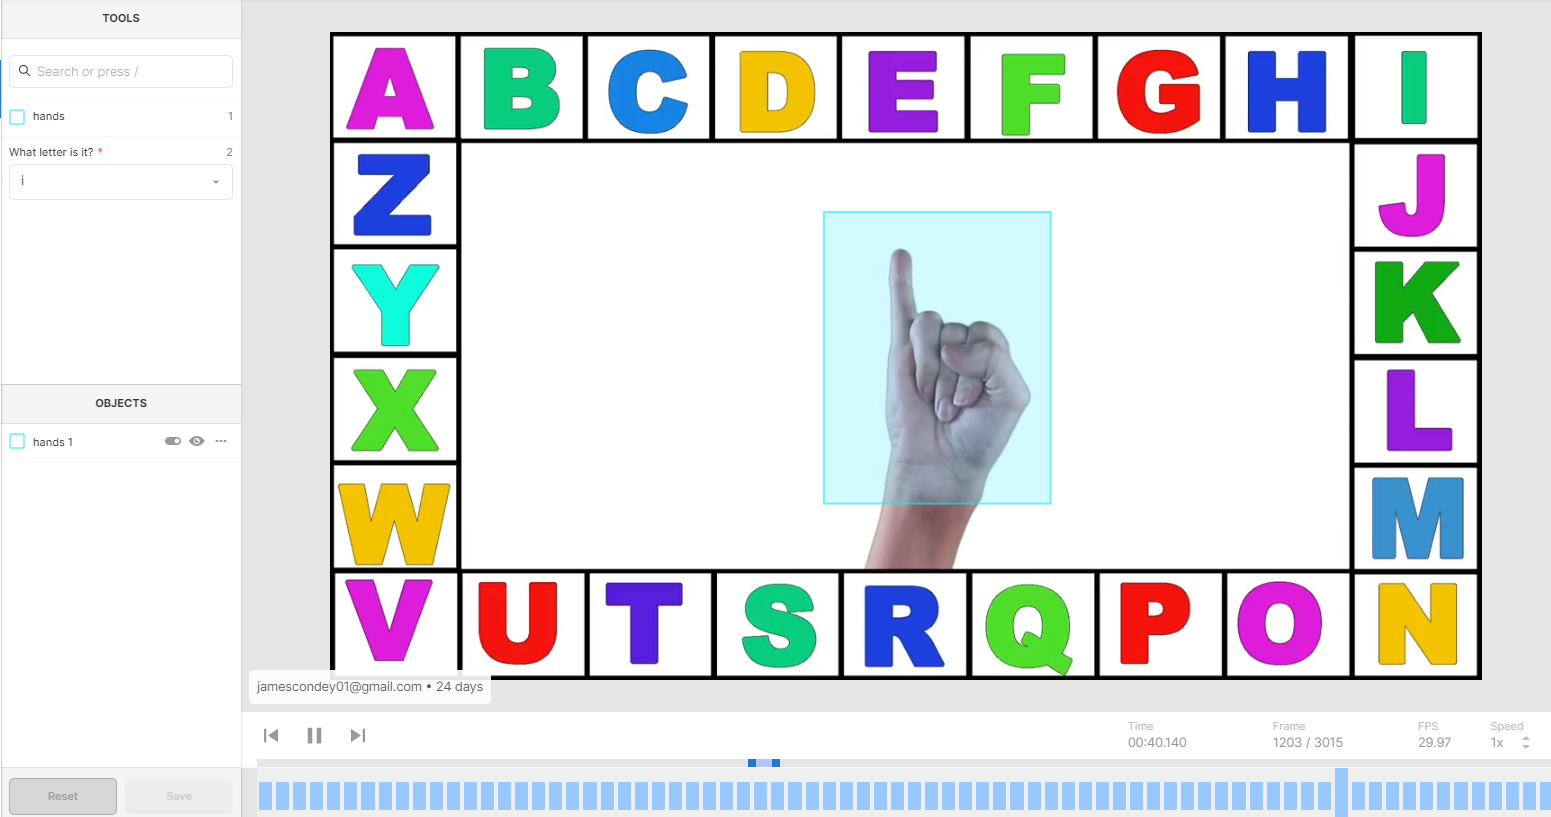 TOOLS
Search or press /
hands 1
What letter is it? * 2
i
OBJECTS
hands 1
Reset Save
A B C D E F G H I
Z J
Y K
X L
W M
V U T S R Q P O N
jamescondey01@gmail.com • 24 days
Time Frame FPS Speed
00:40.140 1203 / 3015 29.97 1x